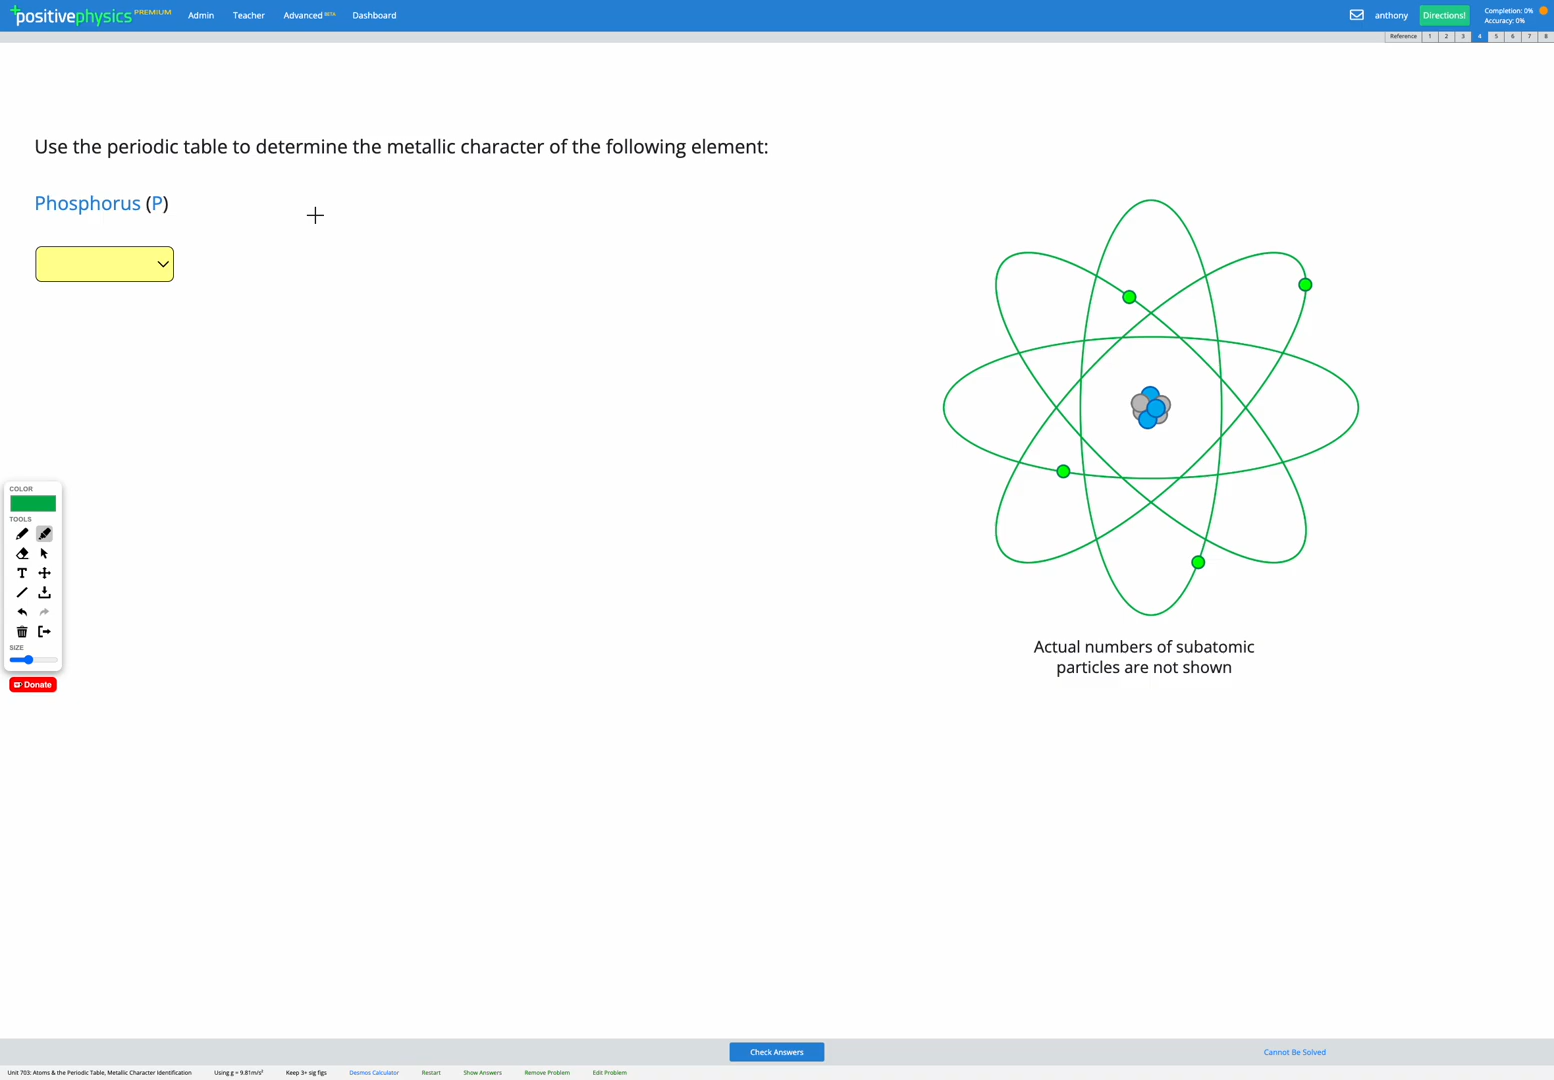 +positivephysics PREMIUM Admin Teacher Advanced BETA Dashboard anthony Directions! Completion: 0%
Accuracy: 0%
Reference 1 2 3 4 5 6 7 8
Use the periodic table to determine the metallic character of the following element:
Phosphorus (P)
COLOR
TOOLS
T
SIZE
Donate
Actual numbers of subatomic
particles are not shown
Check Answers Cannot Be Solved
Unit 703: Atoms & the Periodic Table, Metallic Character Identification Using g = 9.81m/s² Keep 3+ sig figs Desmos Calculator Restart Show Answers Remove Problem Edit Problem